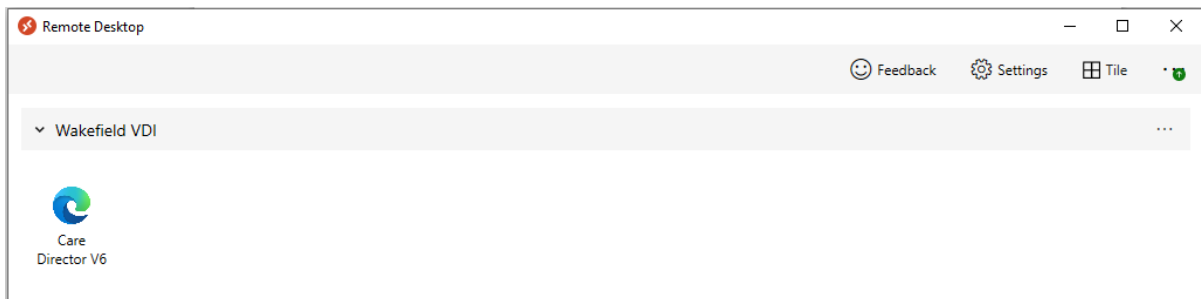 Remote Desktop
Feedback Settings Tile
Wakefield VDI
Care
Director V6